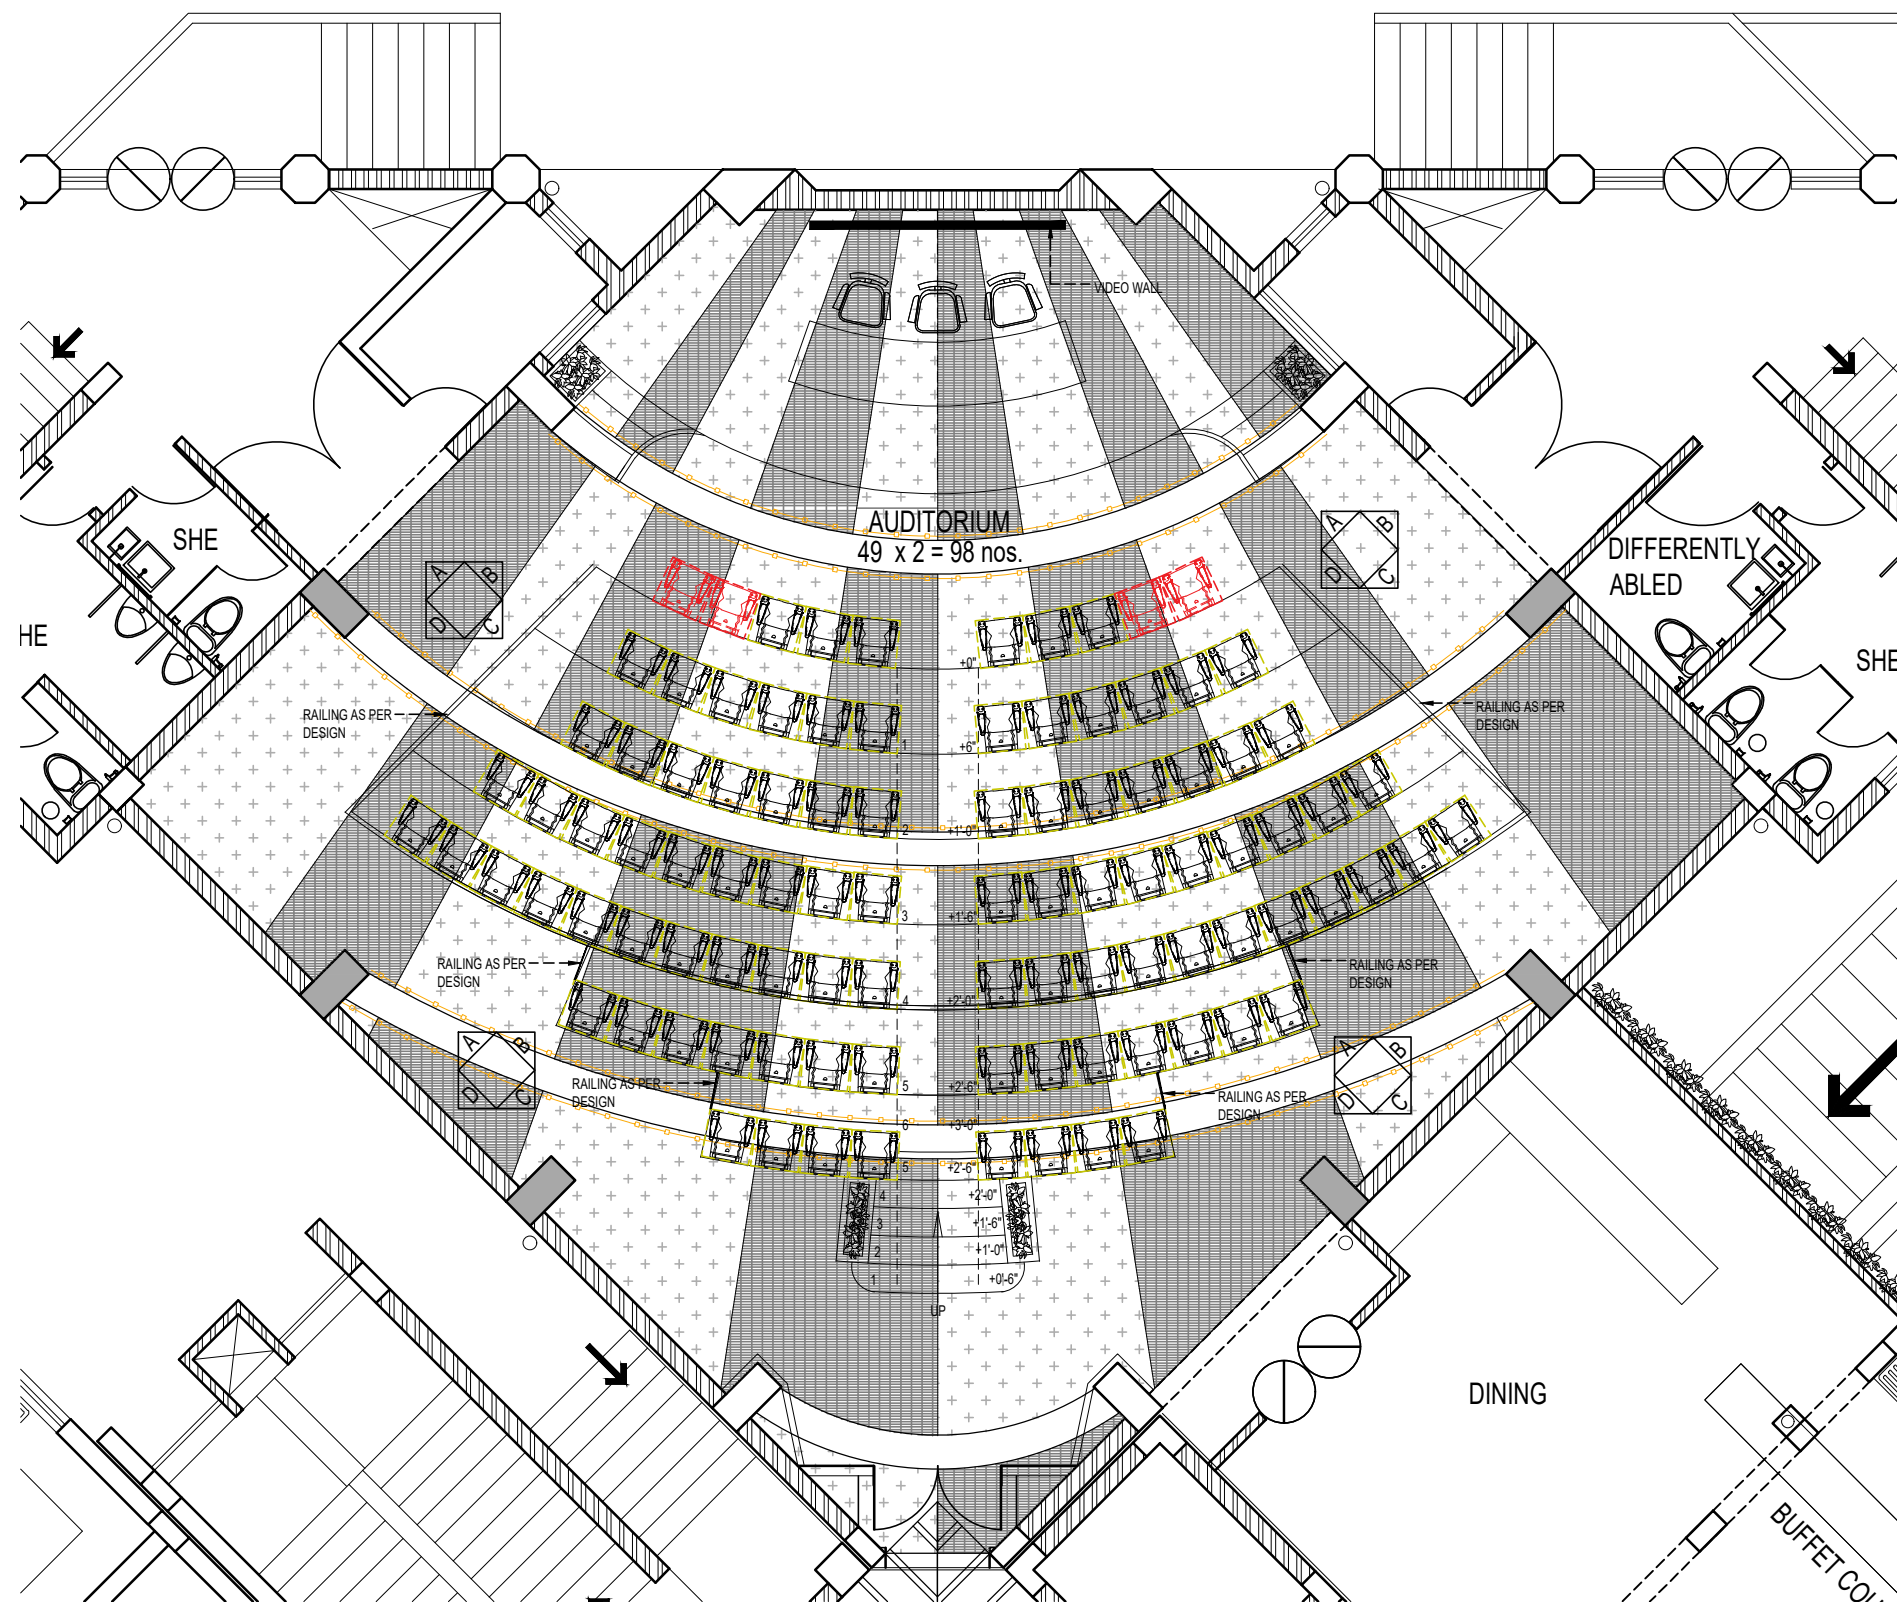 VIDEO WALL
AUDITORIUM
49 x 2 = 98 nos.
SHE
HE
DIFFERENTLY
ABLED
SHE
A
B
C
D
A
B
C
D
RAILING AS PER
DESIGN
RAILING AS PER
DESIGN
+0"
1
+6"
2
+1'-0"
3
+1'-6"
4
+2'-0"
RAILING AS PER
DESIGN
RAILING AS PER
DESIGN
A
B
C
D
A
B
C
D
RAILING AS PER
DESIGN
RAILING AS PER
DESIGN
5
+2'-6"
6
+3'-0"
5
+2'-6"
4
+2'-0"
3
+1'-6"
2
+1'-0"
1
+0'-6"
UP
DINING
BUFFET COU